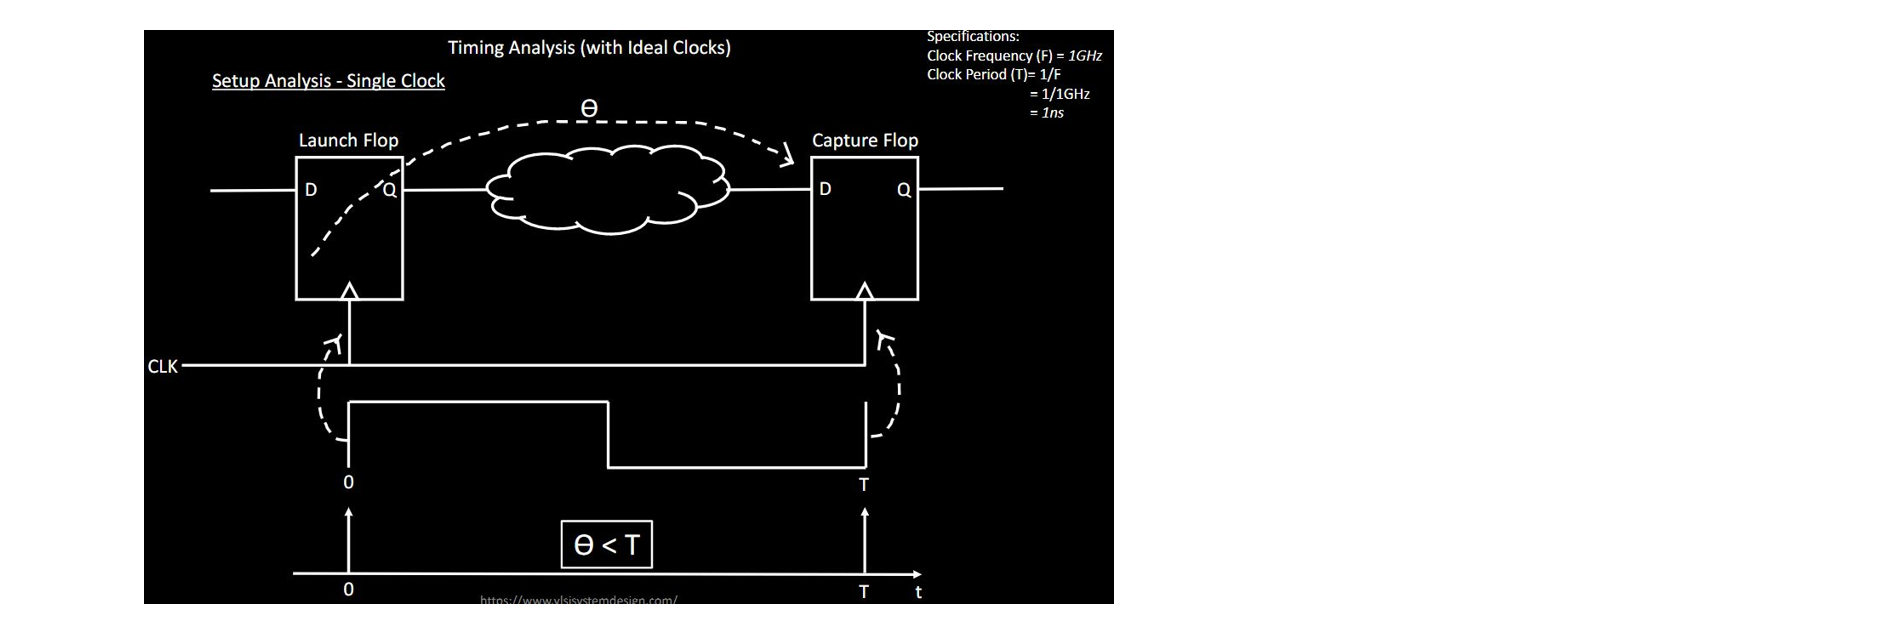 Timing Analysis (with Ideal Clocks)
Specifications:
Clock Frequency (F) = 1GHz
Clock Period (T)= 1/F
= 1/1GHz
= 1ns
Setup Analysis - Single Clock
Ɵ
Launch Flop
Capture Flop
D
Q
D
Q
CLK
0
T
Ɵ < T
0
T
t
https://www.vlsisystemdesign.com/